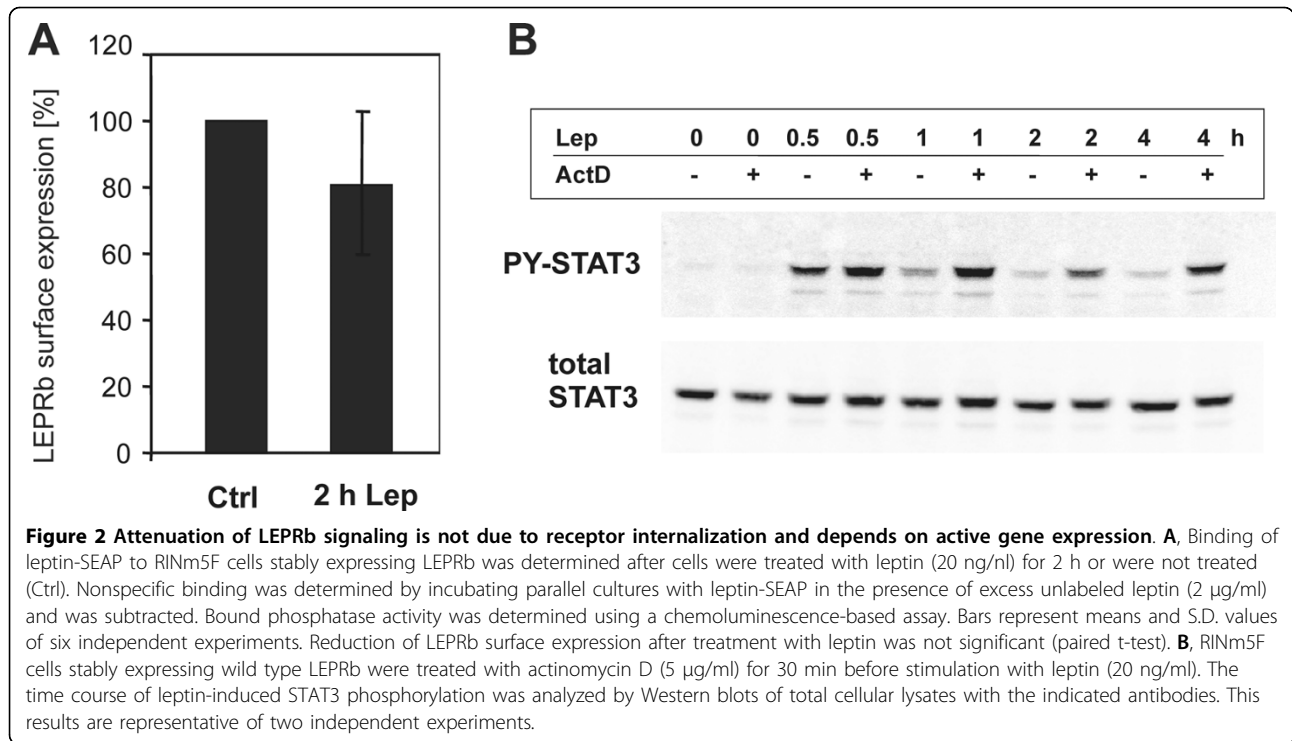 A
LEPRb surface expression [%]
120
100
80
60
40
20
0
Ctrl 2 h Lep
B
Lep 0 0 0.5 0.5 1 1 2 2 4 4 h
ActD - + - + - + - + - +
PY-STAT3
total
STAT3
Figure 2 Attenuation of LEPRb signaling is not due to receptor internalization and depends on active gene expression. A, Binding of
leptin-SEAP to RINm5F cells stably expressing LEPRb was determined after cells were treated with leptin (20 ng/nl) for 2 h or were not treated
(Ctrl). Nonspecific binding was determined by incubating parallel cultures with leptin-SEAP in the presence of excess unlabeled leptin (2 μg/ml)
and was subtracted. Bound phosphatase activity was determined using a chemoluminescence-based assay. Bars represent means and S.D. values
of six independent experiments. Reduction of LEPRb surface expression after treatment with leptin was not significant (paired t-test). B, RINm5F
cells stably expressing wild type LEPRb were treated with actinomycin D (5 μg/ml) for 30 min before stimulation with leptin (20 ng/ml). The
time course of leptin-induced STAT3 phosphorylation was analyzed by Western blots of total cellular lysates with the indicated antibodies. This
results are representative of two independent experiments.